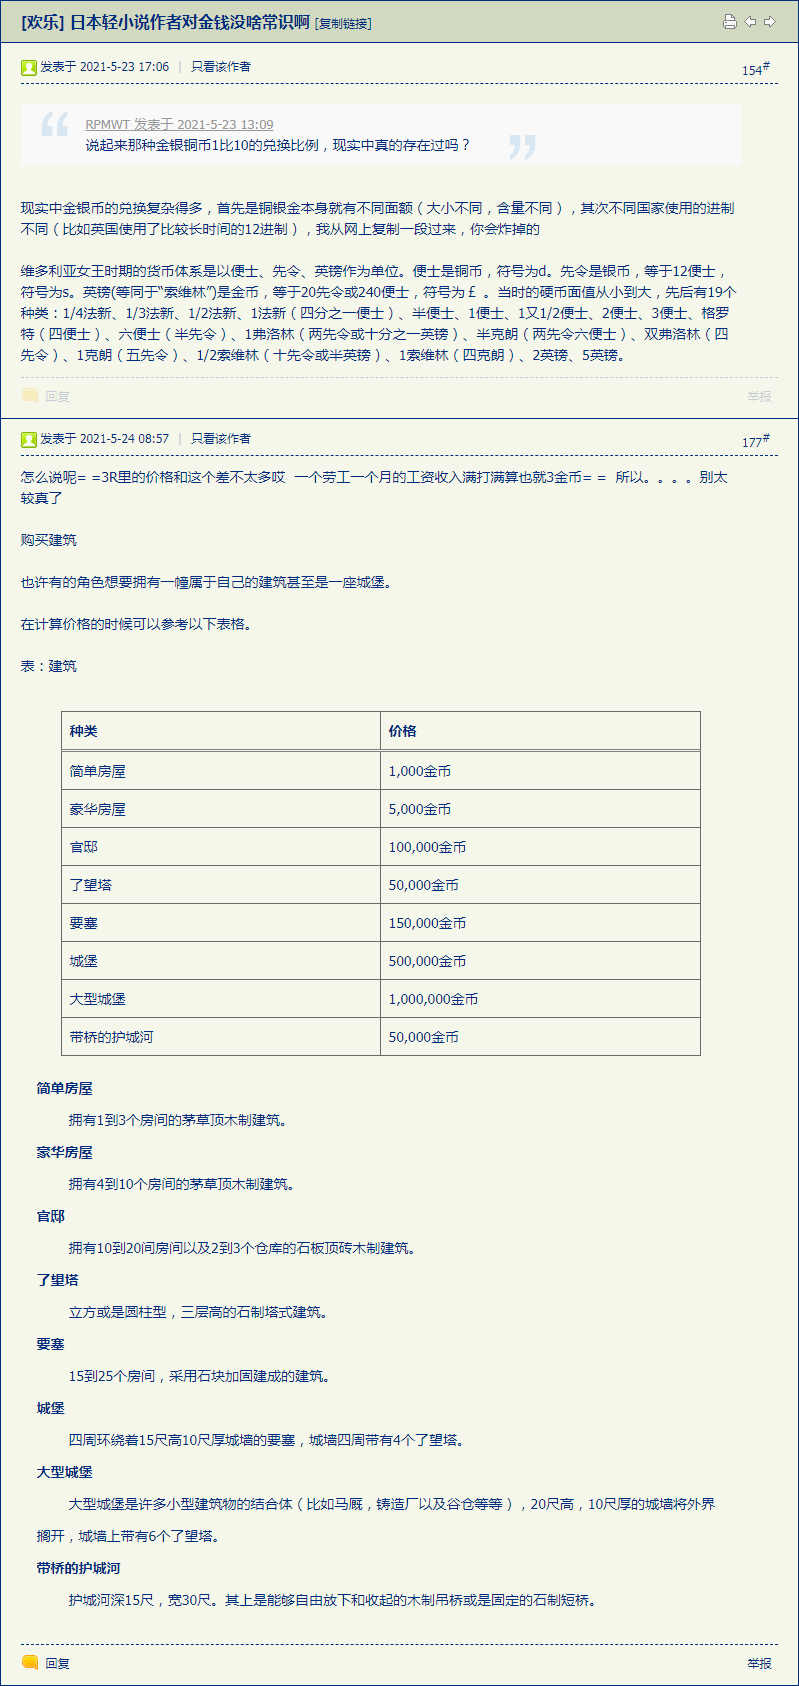 [欢乐] 日本轻小说作者对金钱没啥常识啊 [复制链接]
发表于 2021-5-23 17:06 | 只看该作者
154#
RPMWT 发表于 2021-5-23 13:09
说起来那种金银铜币1比10的兑换比例，现实中真的存在过吗？
现实中金银币的兑换复杂得多，首先是铜银金本身就有不同面额（大小不同，含量不同），其次不同国家使用的进制
不同（比如英国使用了比较长时间的12进制），我从网上复制一段过来，你会炸掉的
维多利亚女王时期的货币体系是以便士、先令、英镑作为单位。便士是铜币，符号为d。先令是银币，等于12便士，
符号为s。英镑(等同于“索维林”)是金币，等于20先令或240便士，符号为￡ 。当时的硬币面值从小到大，先后有19个
种类：1/4法新、1/3法新、1/2法新、1法新（四分之一便士）、半便士、1便士、1又1/2便士、2便士、3便士、格罗
特（四便士）、六便士（半先令）、1弗洛林（两先令或十分之一英镑）、半克朗（两先令六便士）、双弗洛林（四
先令）、1克朗（五先令）、1/2索维林（十先令或半英镑）、1索维林（四克朗）、2英镑、5英镑。
回复
举报
发表于 2021-5-24 08:57 | 只看该作者
177#
怎么说呢= =3R里的价格和这个差不太多哎 一个劳工一个月的工资收入满打满算也就3金币= = 所以。。。。别太
较真了
购买建筑
也许有的角色想要拥有一幢属于自己的建筑甚至是一座城堡。
在计算价格的时候可以参考以下表格。
表：建筑
种类 价格
简单房屋 1,000金币
豪华房屋 5,000金币
官邸 100,000金币
了望塔 50,000金币
要塞 150,000金币
城堡 500,000金币
大型城堡 1,000,000金币
带桥的护城河 50,000金币
简单房屋
拥有1到3个房间的茅草顶木制建筑。
豪华房屋
拥有4到10个房间的茅草顶木制建筑。
官邸
拥有10到20间房间以及2到3个仓库的石板顶砖木制建筑。
了望塔
立方或是圆柱型，三层高的石制塔式建筑。
要塞
15到25个房间，采用石块加固建成的建筑。
城堡
四周环绕着15尺高10尺厚城墙的要塞，城墙四周带有4个了望塔。
大型城堡
大型城堡是许多小型建筑物的结合体（比如马厩，铸造厂以及谷仓等等），20尺高，10尺厚的城墙将外界
搁开，城墙上带有6个了望塔。
带桥的护城河
护城河深15尺，宽30尺。其上是能够自由放下和收起的木制吊桥或是固定的石制短桥。
回复
举报